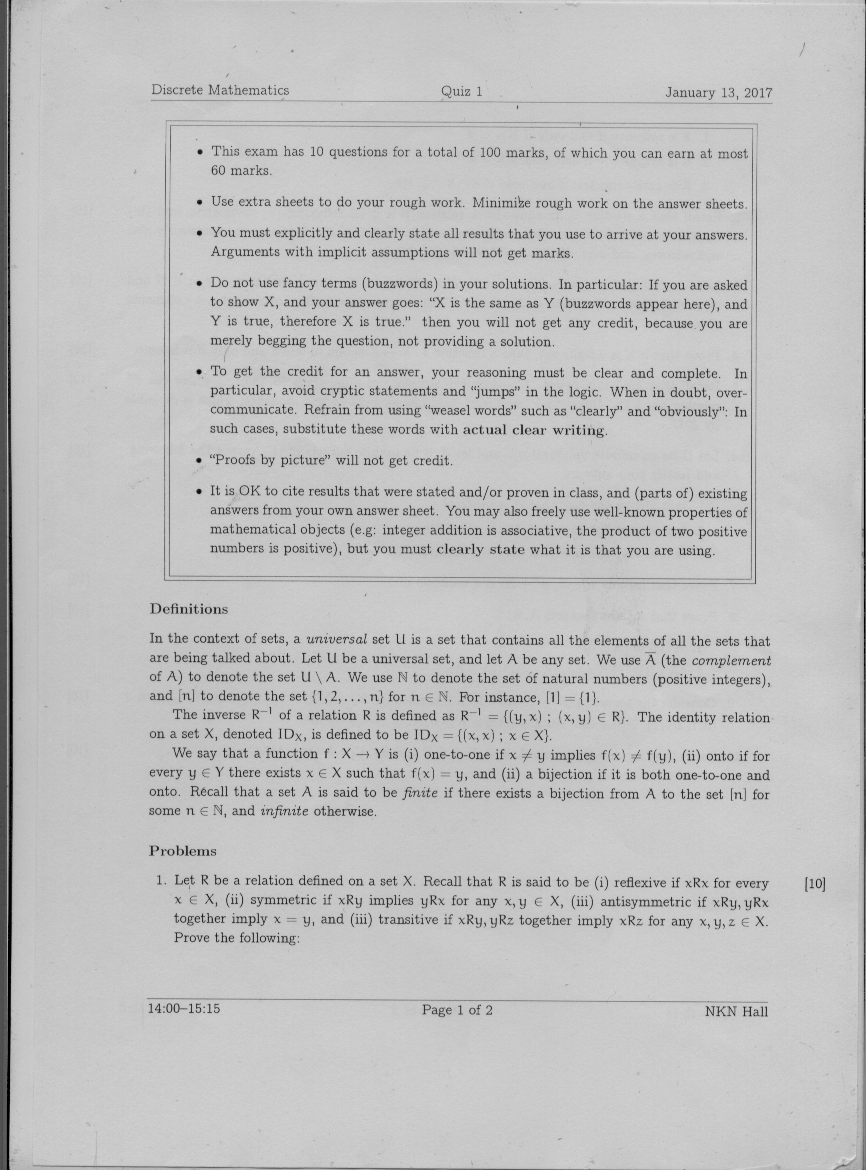 Discrete Mathematics Quiz 1 January 13, 2017
• This exam has 10 questions for a total of 100 marks, of which you can earn at most
60 marks.
• Use extra sheets to do your rough work. Minimize rough work on the answer sheets.
• You must explicitly and clearly state all results that you use to arrive at your answers.
Arguments with implicit assumptions will not get marks.
• Do not use fancy terms (buzzwords) in your solutions. In particular: If you are asked
to show X, and your answer goes: “X is the same as Y (buzzwords appear here), and
Y is true, therefore X is true.” then you will not get any credit, because you are
merely begging the question, not providing a solution.
• To get the credit for an answer, your reasoning must be clear and complete. In
particular, avoid cryptic statements and “jumps” in the logic. When in doubt, over-
communicate. Refrain from using “weasel words” such as “clearly” and “obviously”: In
such cases, substitute these words with actual clear writing.
• “Proofs by picture” will not get credit.
• It is OK to cite results that were stated and/or proven in class, and (parts of) existing
answers from your own answer sheet. You may also freely use well-known properties of
mathematical objects (e.g: integer addition is associative, the product of two positive
numbers is positive), but you must clearly state what it is that you are using.
Definitions
In the context of sets, a universal set U is a set that contains all the elements of all the sets that
are being talked about. Let U be a universal set, and let A be any set. We use A̅ (the complement
of A) to denote the set U \ A. We use ℕ to denote the set of natural numbers (positive integers),
and [n] to denote the set {1, 2, . . . , n} for n ∈ ℕ. For instance, [1] = {1}.
The inverse R⁻¹ of a relation R is defined as R⁻¹ = {(y, x) ; (x, y) ∈ R}. The identity relation
on a set X, denoted IDₓ, is defined to be IDₓ = {(x, x) ; x ∈ X}.
We say that a function f : X → Y is (i) one-to-one if x ≠ y implies f(x) ≠ f(y), (ii) onto if for
every y ∈ Y there exists x ∈ X such that f(x) = y, and (ii) a bijection if it is both one-to-one and
onto. Recall that a set A is said to be finite if there exists a bijection from A to the set [n] for
some n ∈ ℕ, and infinite otherwise.
Problems
1. Let R be a relation defined on a set X. Recall that R is said to be (i) reflexive if xRx for every [10]
x ∈ X, (ii) symmetric if xRy implies yRx for any x, y ∈ X, (iii) antisymmetric if xRy, yRx
together imply x = y, and (iii) transitive if xRy, yRz together imply xRz for any x, y, z ∈ X.
Prove the following:
14:00–15:15 Page 1 of 2 NKN Hall